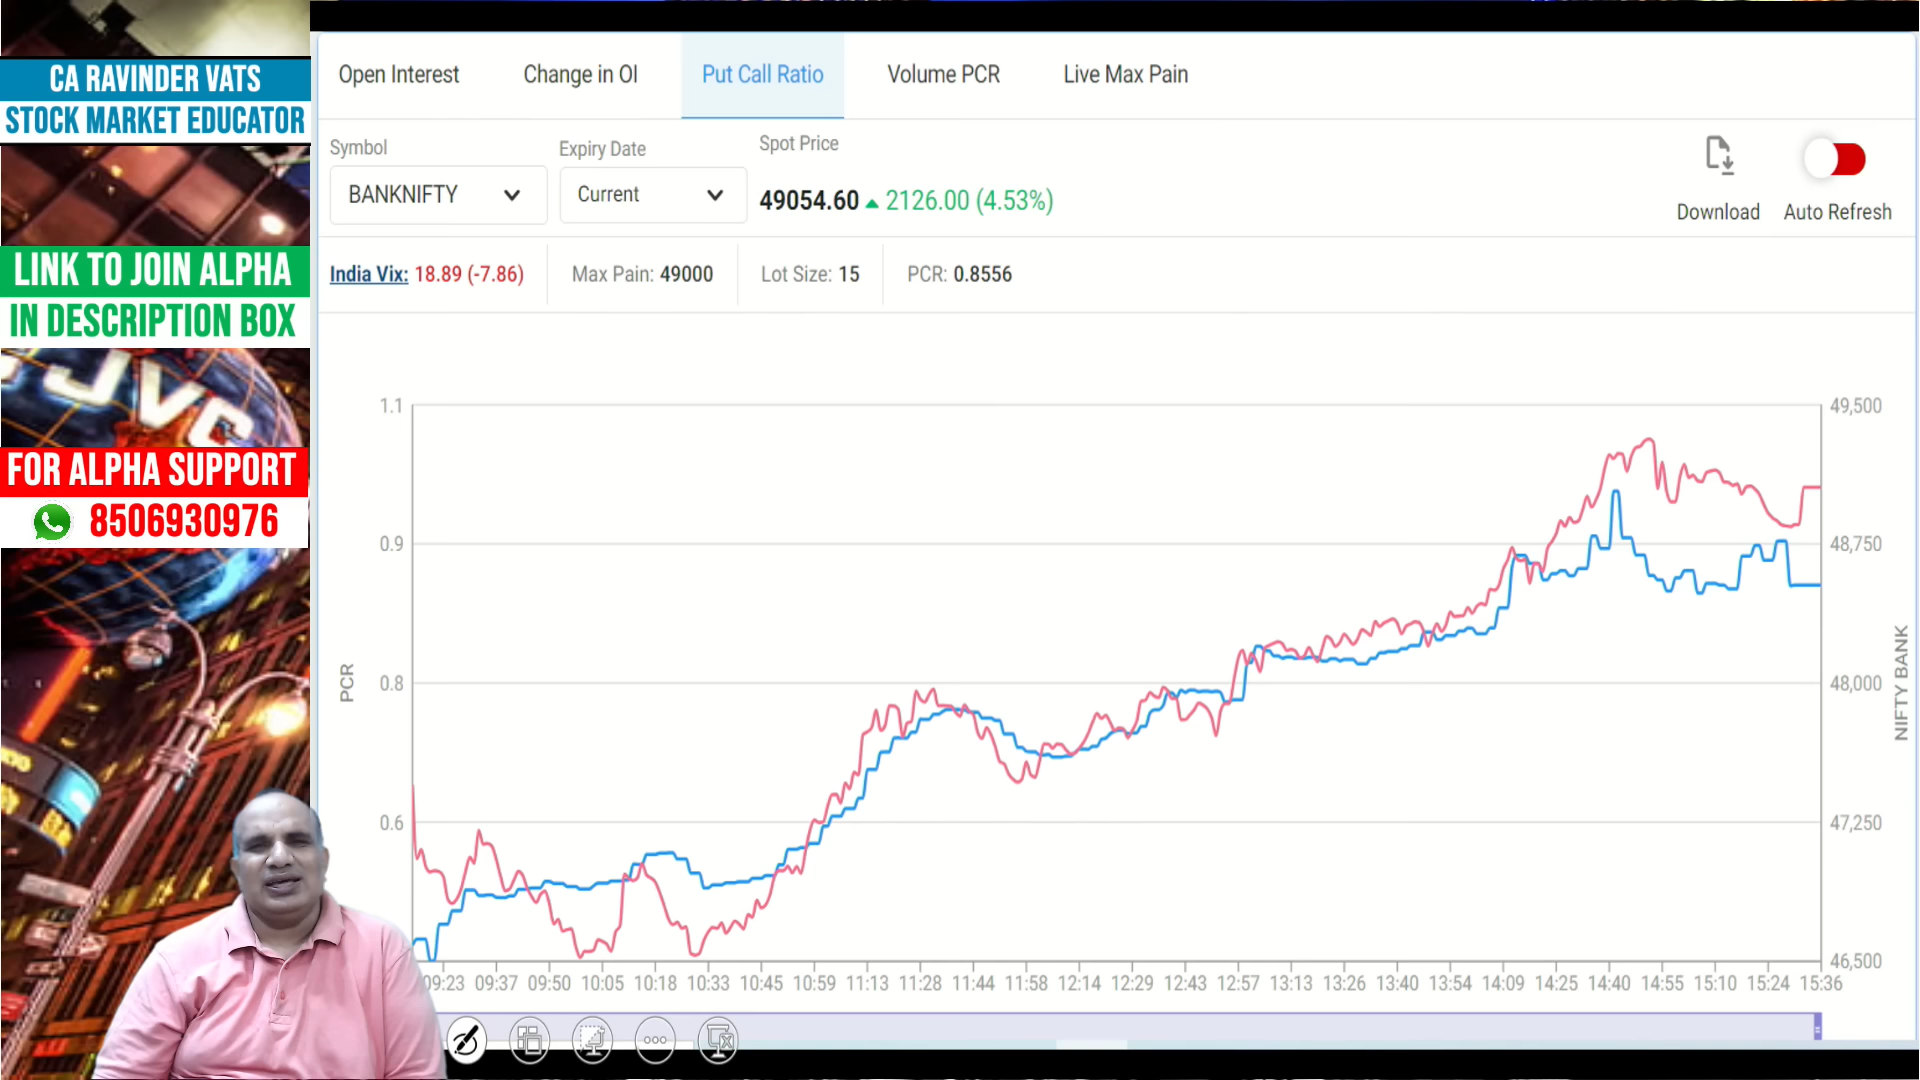 CA RAVINDER VATS
STOCK MARKET EDUCATOR
LINK TO JOIN ALPHA
IN DESCRIPTION BOX
JVC
FOR ALPHA SUPPORT
8506930976
Open Interest Change in OI Put Call Ratio Volume PCR Live Max Pain
Symbol Expiry Date Spot Price
BANKNIFTY Current 49054.60 2126.00 (4.53%)
Download Auto Refresh
India Vix: 18.89 (-7.86) Max Pain: 49000 Lot Size: 15 PCR: 0.8556
1.1 49,500
0.9 48,750
0.8 48,000
0.6 47,250
46,500
PCR
NIFTY BANK
09:23 09:37 09:50 10:05 10:18 10:33 10:45 10:59 11:13 11:28 11:44 11:58 12:14 12:29 12:43 12:57 13:13 13:26 13:40 13:54 14:09 14:25 14:40 14:55 15:10 15:24 15:36